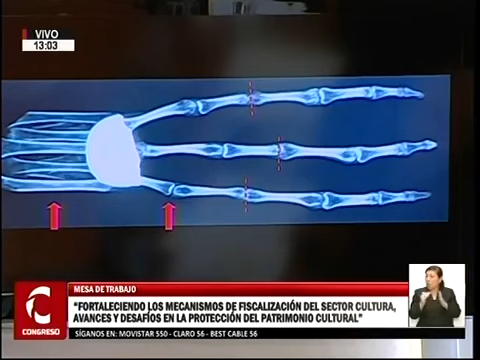 VIVO
13:03
MESA DE TRABAJO
"FORTALECIENDO LOS MECANISMOS DE FISCALIZACIÓN DEL SECTOR CULTURA,
AVANCES Y DESAFÍOS EN LA PROTECCIÓN DEL PATRIMONIO CULTURAL"
CONGRESO
SÍGANOS EN: MOVISTAR 550 - CLARO 56 - BEST CABLE 56